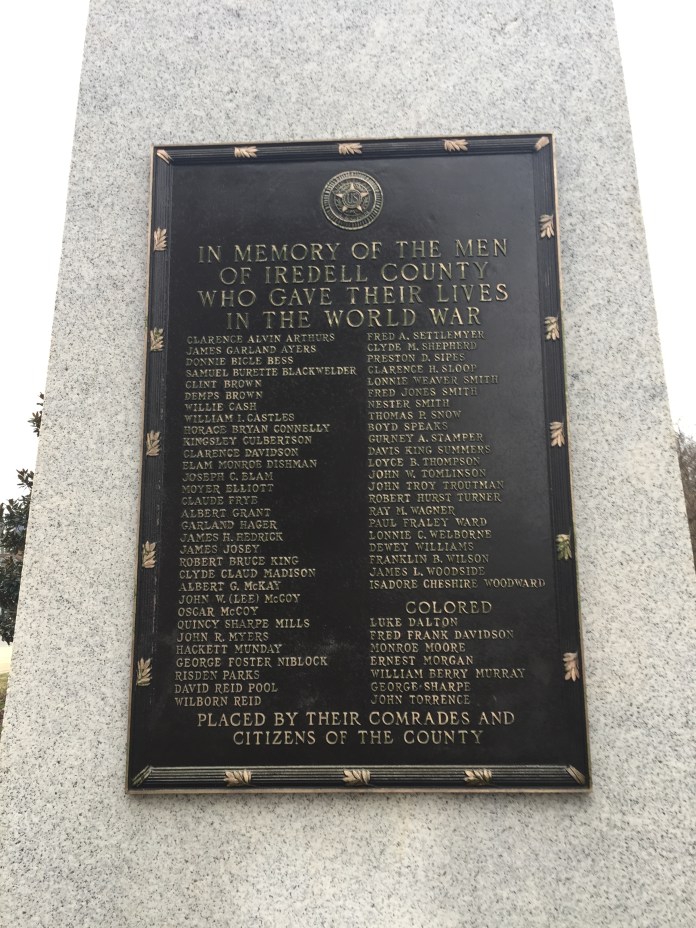 US
IN MEMORY OF THE MEN
OF IREDELL COUNTY
WHO GAVE THEIR LIVES
IN THE WORLD WAR
CLARENCE ALVIN ARTHURS
JAMES GARLAND AYERS
DONNIE BIGLE BESS
SAMUEL BURETTE BLACKWELDER
CLINT BROWN
DEMPS BROWN
WILLIE CASH
WILLIAM I. CASTLES
HORACE BRYAN CONNELLY
KINGSLEY CULBERTSON
CLARENCE DAVIDSON
ELAM MONROE DISHMAN
JOSEPH C. ELAM
MOYER ELLIOTT
CLAUDE FRYE
ALBERT GRANT
GARLAND HAGER
JAMES H. HEDRICK
JAMES JOSEY
ROBERT BRUCE KING
CLYDE CLAUD MADISON
ALBERT G. McKAY
JOHN W. (LEE) McCOY
OSCAR McCOY
QUINCY SHARPE MILLS
JOHN R. MYERS
HACKETT MUNDAY
GEORGE FOSTER NIBLOCK
RISDEN PARKS
DAVID REID POOL
WILBORN REID
FRED A. SETTLEMYER
CLYDE M. SHEPHERD
PRESTON D. SIPES
CLARENCE H. SLOOP
LONNIE WEAVER SMITH
FRED JONES SMITH
NESTER SMITH
THOMAS P. SNOW
BOYD SPEAKS
GURNEY A. STAMPER
DAVIS KING SUMMERS
LOYCE B. THOMPSON
JOHN W. TOMLINSON
JOHN TROY TROUTMAN
ROBERT HURST TURNER
RAY M. WAGNER
PAUL FRALEY WARD
LONNIE C. WELBORNE
DEWEY WILLIAMS
FRANKLIN B. WILSON
JAMES L. WOODSIDE
ISADORE CHESHIRE WOODWARD
COLORED
LUKE DALTON
FRED FRANK DAVIDSON
MONROE MOORE
ERNEST MORGAN
WILLIAM BERRY MURRAY
GEORGE SHARPE
JOHN TORRENCE
PLACED BY THEIR COMRADES AND
CITIZENS OF THE COUNTY